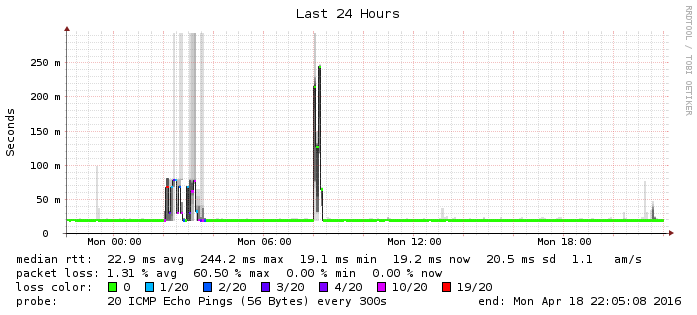 Last 24 Hours
RRDTOOL / TOBI OETIKER
Seconds
250 m
200 m
150 m
100 m
50 m
0
Mon 00:00 Mon 06:00 Mon 12:00 Mon 18:00
median rtt: 22.9 ms avg 244.2 ms max 19.1 ms min 19.2 ms now 20.5 ms sd 1.1 am/s
packet loss: 1.31 % avg 60.50 % max 0.00 % min 0.00 % now
loss color: 0 1/20 2/20 3/20 4/20 10/20 19/20
probe: 20 ICMP Echo Pings (56 Bytes) every 300s end: Mon Apr 18 22:05:08 2016